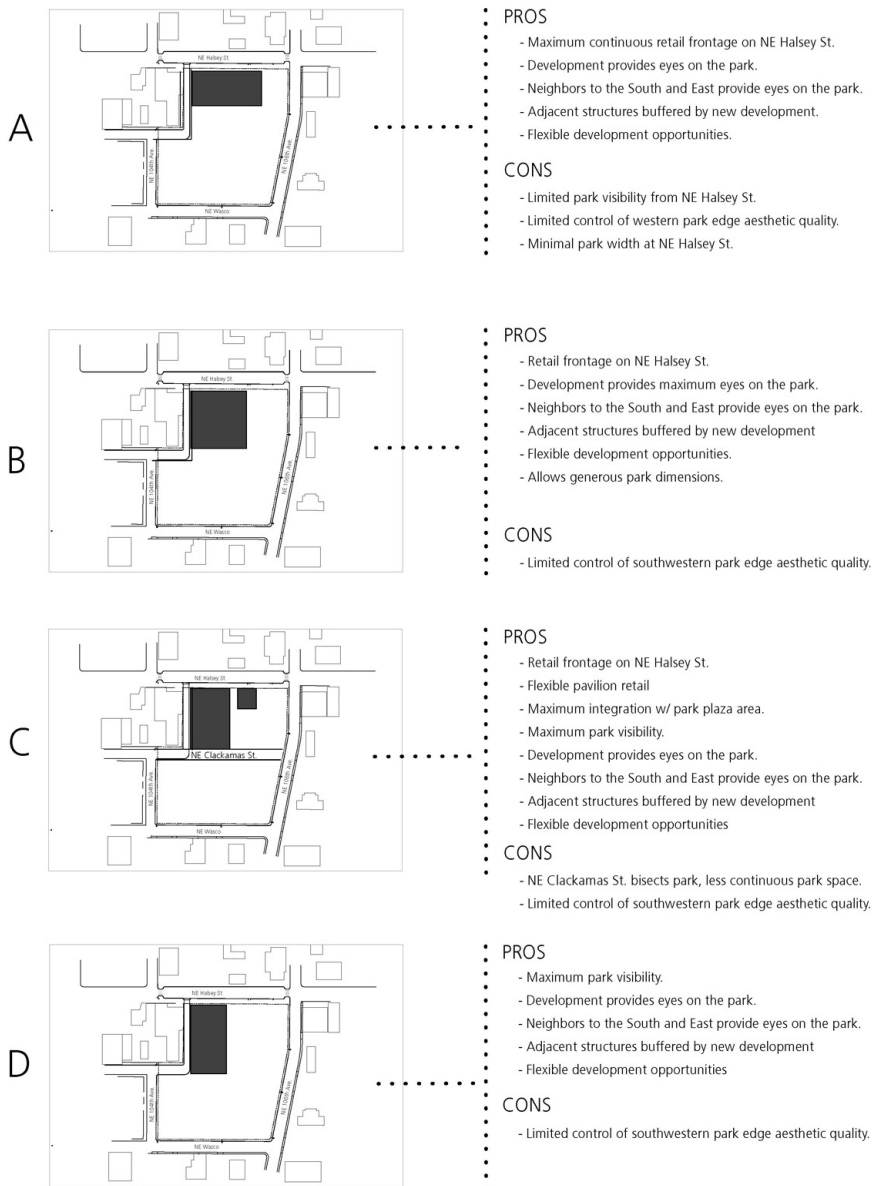 A
NE Halsey St.
NE 104th Ave.
NE 106th Ave.
NE Wasco
PROS
- Maximum continuous retail frontage on NE Halsey St.
- Development provides eyes on the park.
- Neighbors to the South and East provide eyes on the park.
- Adjacent structures buffered by new development.
- Flexible development opportunities.
CONS
- Limited park visibility from NE Halsey St.
- Limited control of western park edge aesthetic quality.
- Minimal park width at NE Halsey St.
B
NE Halsey St.
NE 104th Ave.
NE 106th Ave.
NE Wasco
PROS
- Retail frontage on NE Halsey St.
- Development provides maximum eyes on the park.
- Neighbors to the South and East provide eyes on the park.
- Adjacent structures buffered by new development
- Flexible development opportunities.
- Allows generous park dimensions.
CONS
- Limited control of southwestern park edge aesthetic quality.
C
NE Halsey St.
NE Clackamas St.
NE 104th Ave.
NE 106th Ave.
NE Wasco
PROS
- Retail frontage on NE Halsey St.
- Flexible pavilion retail
- Maximum integration w/ park plaza area.
- Maximum park visibility.
- Development provides eyes on the park.
- Neighbors to the South and East provide eyes on the park.
- Adjacent structures buffered by new development
- Flexible development opportunities
CONS
- NE Clackamas St. bisects park, less continuous park space.
- Limited control of southwestern park edge aesthetic quality.
D
NE Halsey St.
NE 104th Ave.
NE 106th Ave.
NE Wasco
PROS
- Maximum park visibility.
- Development provides eyes on the park.
- Neighbors to the South and East provide eyes on the park.
- Adjacent structures buffered by new development
- Flexible development opportunities
CONS
- Limited control of southwestern park edge aesthetic quality.